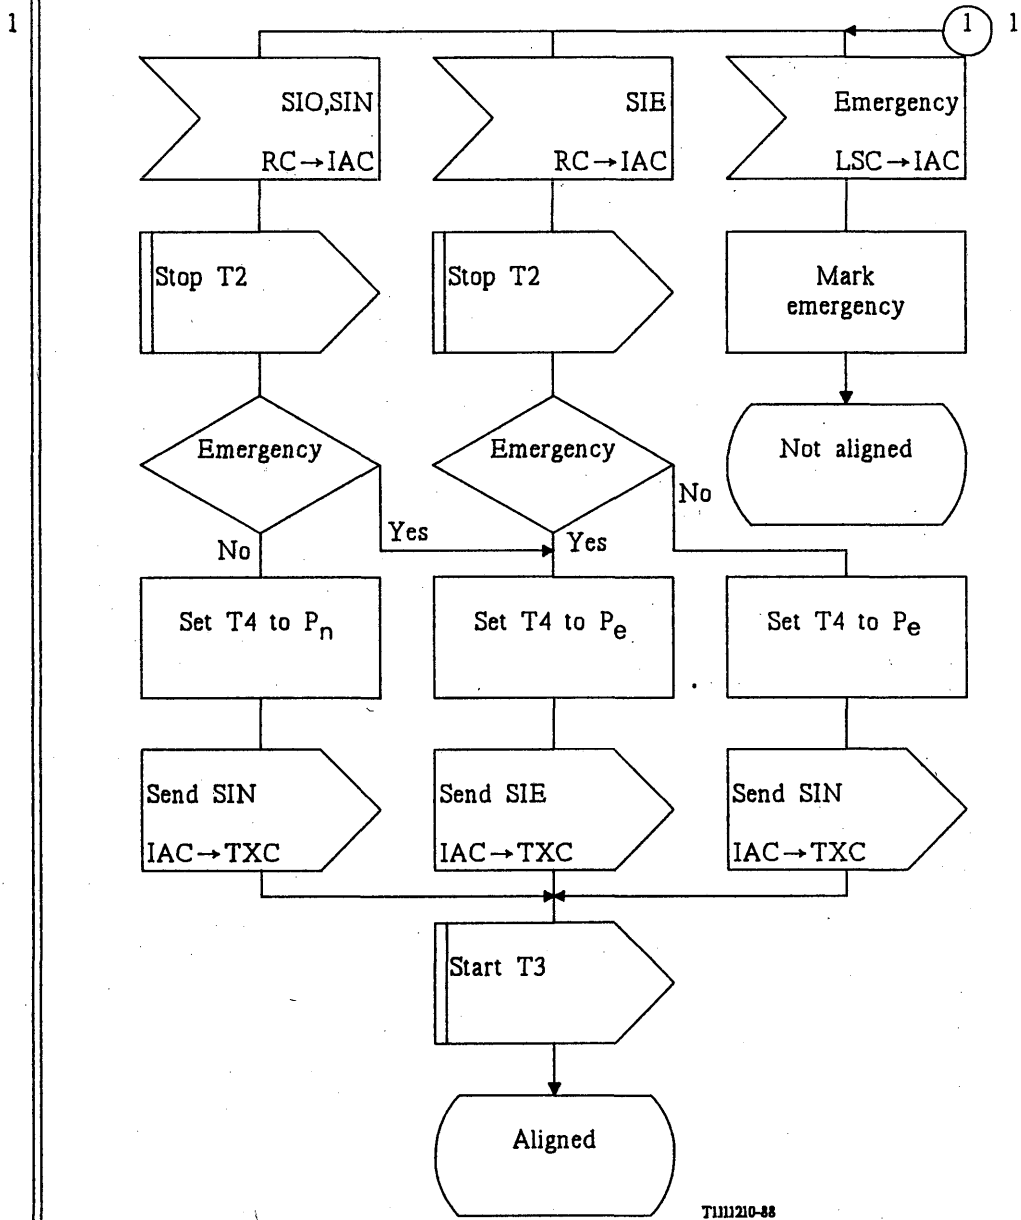 1
1
1
SIO,SIN
RC→IAC
SIE
RC→IAC
Emergency
LSC→IAC
Stop T2
Stop T2
Mark
emergency
Emergency
Emergency
Not aligned
No
Yes
Yes
No
Set T4 to Pn
Set T4 to Pe
Set T4 to Pe
Send SIN
IAC→TXC
Send SIE
IAC→TXC
Send SIN
IAC→TXC
Start T3
Aligned
T1111210-88